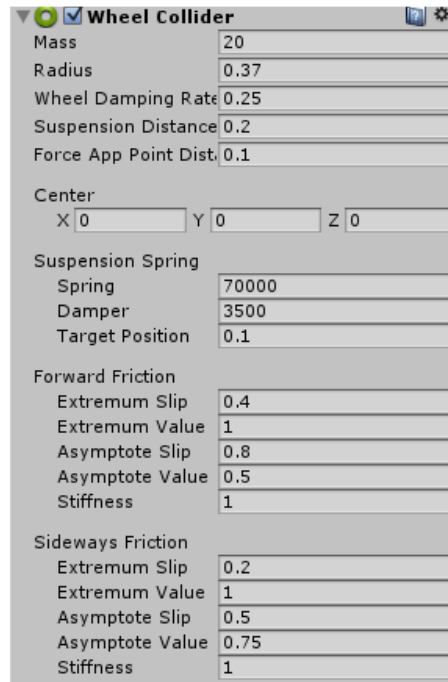 Wheel Collider
Mass 20
Radius 0.37
Wheel Damping Rate 0.25
Suspension Distance 0.2
Force App Point Dist 0.1
Center
X 0 Y 0 Z 0
Suspension Spring
Spring 70000
Damper 3500
Target Position 0.1
Forward Friction
Extremum Slip 0.4
Extremum Value 1
Asymptote Slip 0.8
Asymptote Value 0.5
Stiffness 1
Sideways Friction
Extremum Slip 0.2
Extremum Value 1
Asymptote Slip 0.5
Asymptote Value 0.75
Stiffness 1